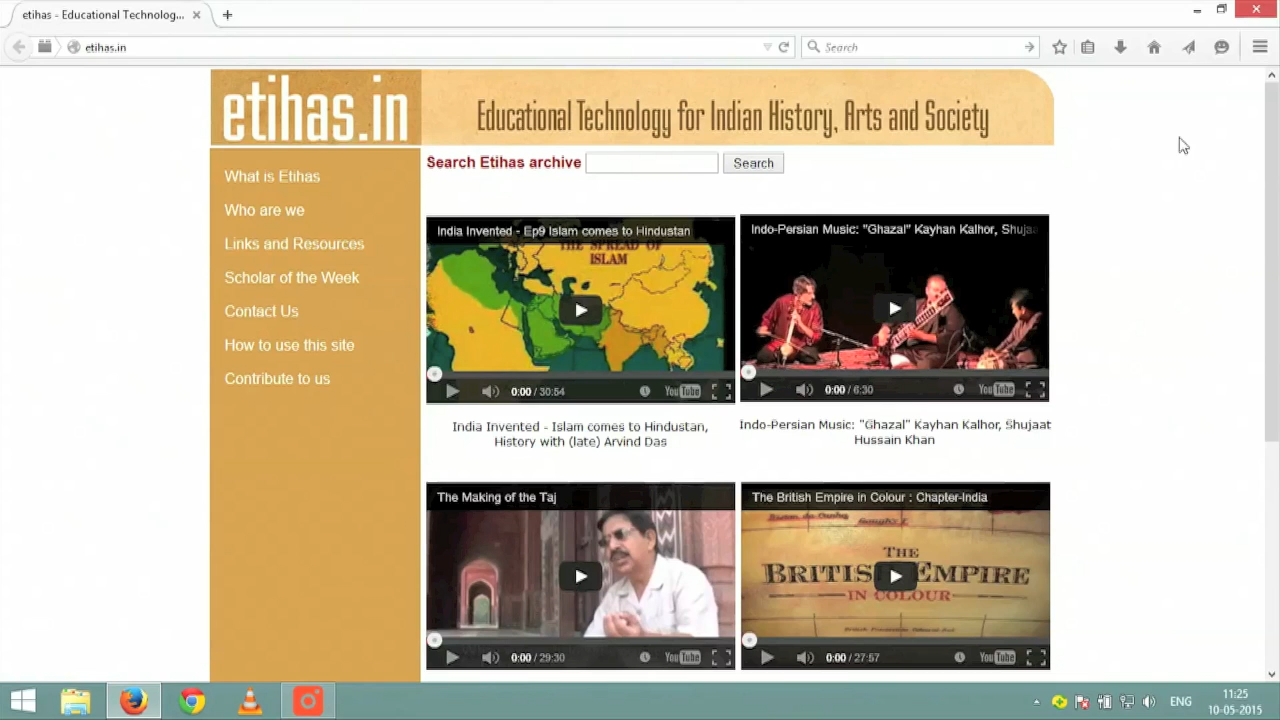 etihas - Educational Technolog...
etihas.in
Search
etihas.in
Educational Technology for Indian History, Arts and Society
Search Etihas archive
Search
What is Etihas
Who are we
Links and Resources
Scholar of the Week
Contact Us
How to use this site
Contribute to us
India Invented - Ep9 Islam comes to Hindustan
THE SPREAD OF
ISLAM
0:00 / 30:54
YouTube
India Invented - Islam comes to Hindustan,
History with (late) Arvind Das
Indo-Persian Music: "Ghazal" Kayhan Kalhor, Shujaa
0:00 / 6:30
YouTube
Indo-Persian Music: "Ghazal" Kayhan Kalhor, Shujaat
Hussain Khan
The Making of the Taj
0:00 / 29:30
YouTube
The British Empire in Colour : Chapter-India
THE
BRITISH EMPIRE
IN COLOUR
0:00 / 27:57
YouTube
ENG
11:25
10-05-2015